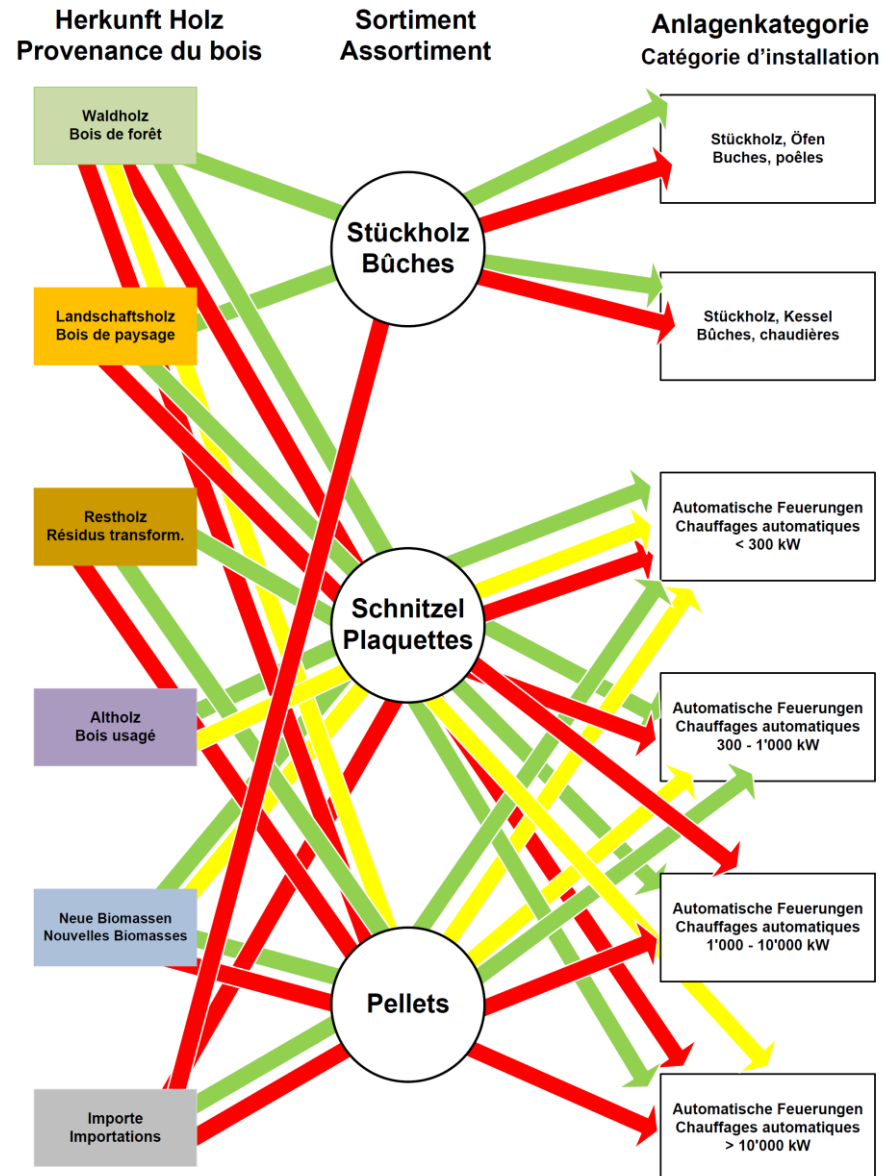 Herkunft Holz
Provenance du bois
Sortiment
Assortiment
Anlagenkategorie
Catégorie d'installation
Waldholz
Bois de forêt
Landschaftsholz
Bois de paysage
Restholz
Résidus transform.
Altholz
Bois usagé
Neue Biomassen
Nouvelles Biomasses
Importe
Importations
Stückholz
Bûches
Schnitzel
Plaquettes
Pellets
Stückholz, Öfen
Buches, poêles
Stückholz, Kessel
Bûches, chaudières
Automatische Feuerungen
Chauffages automatiques
< 300 kW
Automatische Feuerungen
Chauffages automatiques
300 - 1'000 kW
Automatische Feuerungen
Chauffages automatiques
1'000 - 10'000 kW
Automatische Feuerungen
Chauffages automatiques
> 10'000 kW